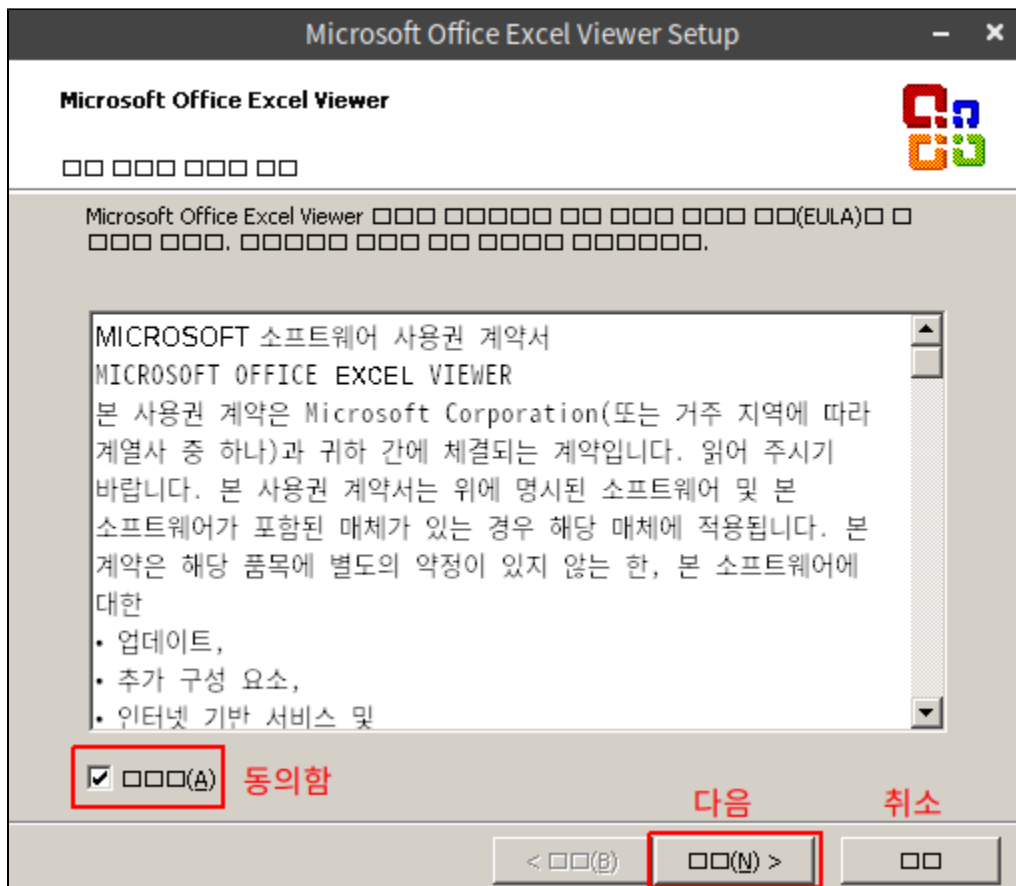 Microsoft Office Excel Viewer Setup
Microsoft Office Excel Viewer
□□ □□□ □□□ □□
Microsoft Office Excel Viewer □□□ □□□□□ □□ □□□ □□□ □□(EULA)□ □
□□□ □□□. □□□□□ □□□ □□ □□□□ □□□□□□.
MICROSOFT 소프트웨어 사용권 계약서
MICROSOFT OFFICE EXCEL VIEWER
본 사용권 계약은 Microsoft Corporation(또는 거주 지역에 따라
계열사 중 하나)과 귀하 간에 체결되는 계약입니다. 읽어 주시기
바랍니다. 본 사용권 계약서는 위에 명시된 소프트웨어 및 본
소프트웨어가 포함된 매체가 있는 경우 해당 매체에 적용됩니다. 본
계약은 해당 품목에 별도의 약정이 있지 않는 한, 본 소프트웨어에
대한
• 업데이트,
• 추가 구성 요소,
• 인터넷 기반 서비스 및
□□□(A) 동의함
다음 취소
< □□(B) □□(N) > □□